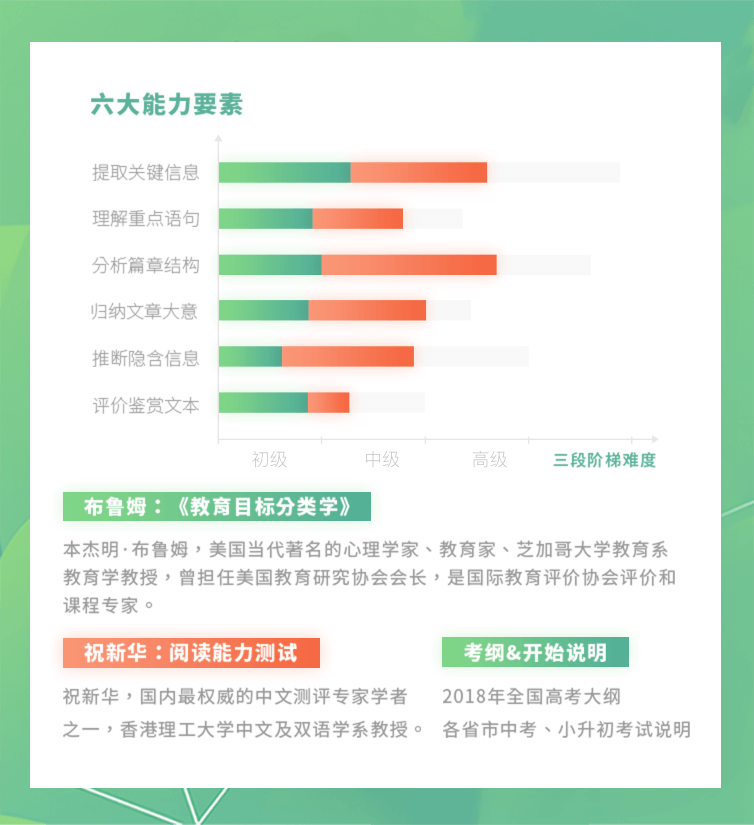 六大能力要素
提取关键信息
理解重点语句
分析篇章结构
归纳文章大意
推断隐含信息
评价鉴赏文本
初级 中级 高级 三段阶梯难度
布鲁姆：《教育目标分类学》
本杰明·布鲁姆，美国当代著名的心理学家、教育家、芝加哥大学教育系
教育学教授，曾担任美国教育研究协会会长，是国际教育评价协会评价和
课程专家。
祝新华：阅读能力测试
祝新华，国内最权威的中文测评专家学者
之一，香港理工大学中文及双语学系教授。
考纲&开始说明
2018年全国高考大纲
各省市中考、小升初考试说明